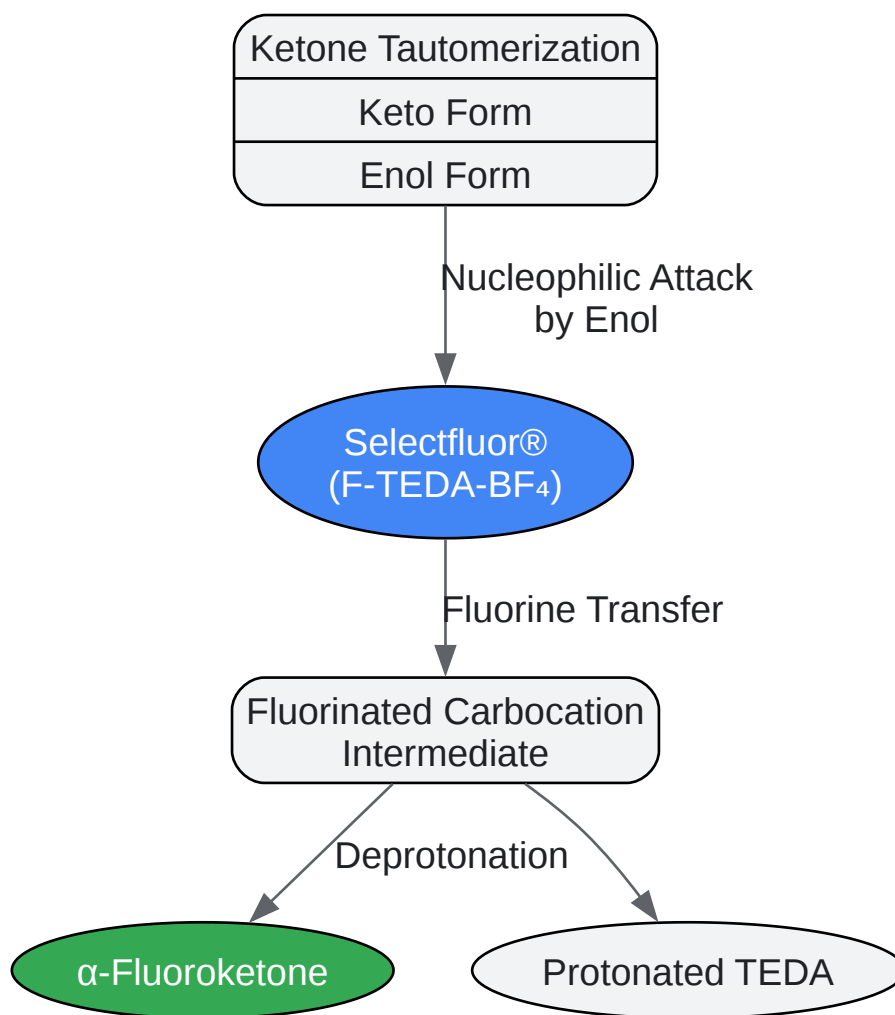 Ketone Tautomerization
Keto Form
Enol Form
Nucleophilic Attack
by Enol
Selectfluor®
(F-TEDA-BF₄)
Fluorine Transfer
Fluorinated Carbocation
Intermediate
Deprotonation
α-Fluoroketone
Protonated TEDA